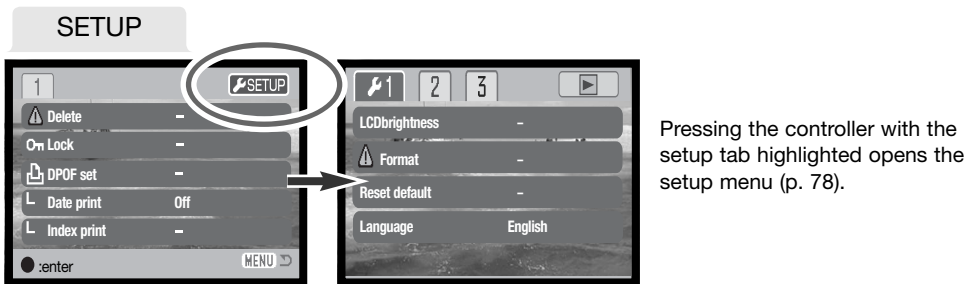 SETUP
1 SETUP
Delete –
Lock –
DPOF set –
Date print Off
Index print –
:enter MENU
1 2 3
LCDbrightness –
Format –
Reset default –
Language English
Pressing the controller with the
setup tab highlighted opens the
setup menu (p. 78).